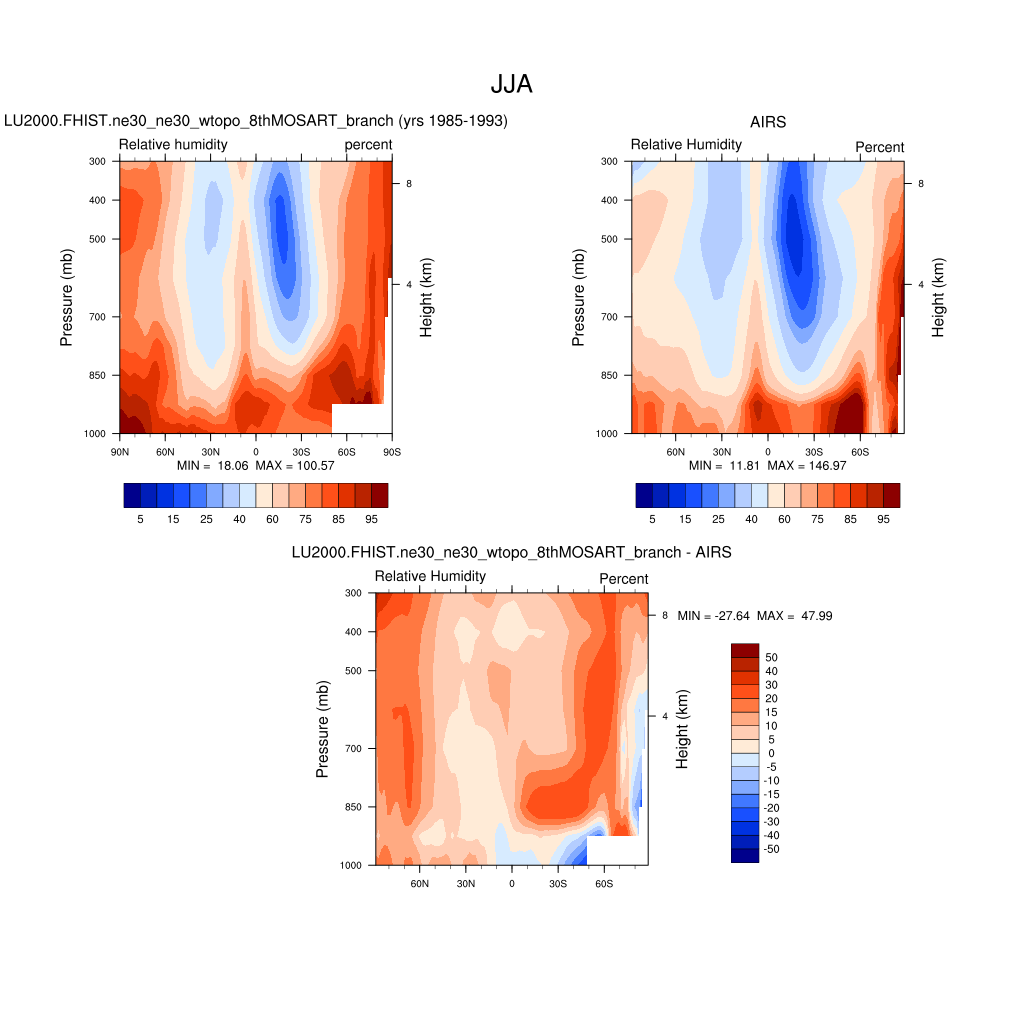 JJA
LU2000.FHIST.ne30_ne30_wtopo_8thMOSART_branch (yrs 1985-1993)
Relative humidity percent
300
400
500
700
850
1000
Pressure (mb)
8
4
Height (km)
90N 60N 30N 0 30S 60S 90S
MIN = 18.06 MAX = 100.57
5 15 25 40 60 75 85 95
AIRS
Relative Humidity Percent
300
400
500
700
850
1000
Pressure (mb)
8
4
Height (km)
60N 30N 0 30S 60S
MIN = 11.81 MAX = 146.97
5 15 25 40 60 75 85 95
LU2000.FHIST.ne30_ne30_wtopo_8thMOSART_branch - AIRS
Relative Humidity Percent
300
400
500
700
850
1000
Pressure (mb)
8
4
Height (km)
60N 30N 0 30S 60S
MIN = -27.64 MAX = 47.99
50
40
30
20
15
10
5
0
-5
-10
-15
-20
-30
-40
-50